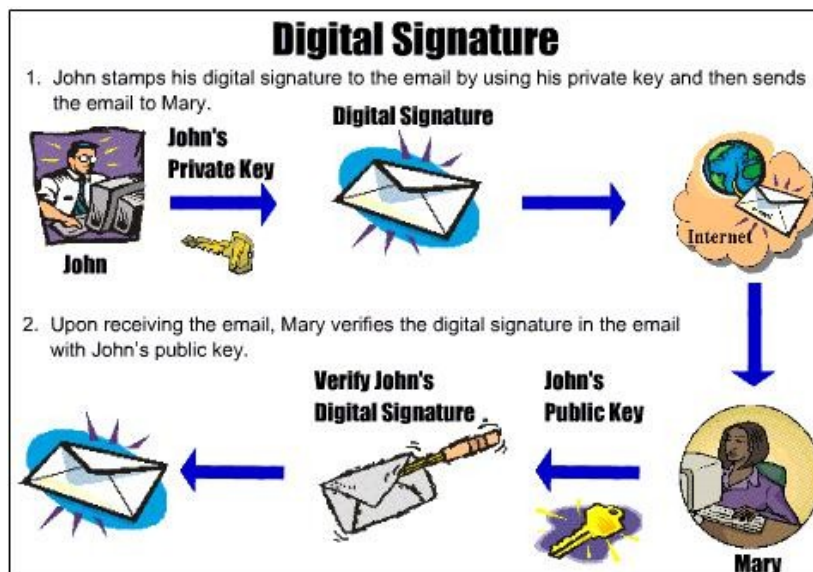 Digital Signature
1. John stamps his digital signature to the email by using his private key and then sends
the email to Mary.
John's
Private Key
Digital Signature
John
Internet
2. Upon receiving the email, Mary verifies the digital signature in the email
with John’s public key.
Verify John's
Digital Signature
John's
Public Key
Mary